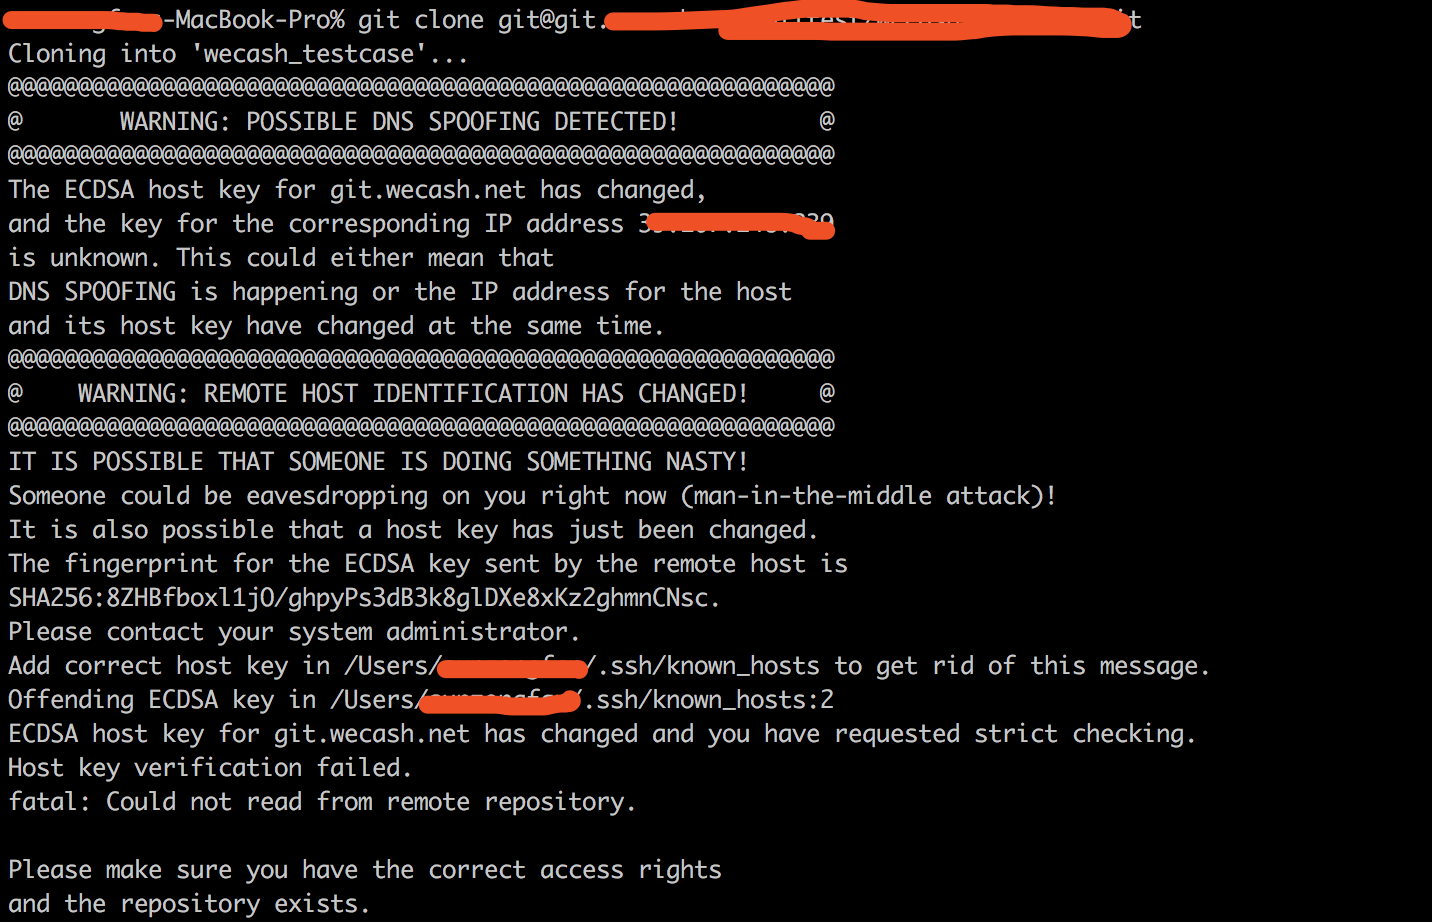 -MacBook-Pro% git clone git@git.
Cloning into 'wecash_testcase'...
@@@@@@@@@@@@@@@@@@@@@@@@@@@@@@@@@@@@@@@@@@@@@@@@@@@@@@@@@@@
@       WARNING: POSSIBLE DNS SPOOFING DETECTED!          @
@@@@@@@@@@@@@@@@@@@@@@@@@@@@@@@@@@@@@@@@@@@@@@@@@@@@@@@@@@@
The ECDSA host key for git.wecash.net has changed,
and the key for the corresponding IP address
is unknown. This could either mean that
DNS SPOOFING is happening or the IP address for the host
and its host key have changed at the same time.
@@@@@@@@@@@@@@@@@@@@@@@@@@@@@@@@@@@@@@@@@@@@@@@@@@@@@@@@@@@
@    WARNING: REMOTE HOST IDENTIFICATION HAS CHANGED!     @
@@@@@@@@@@@@@@@@@@@@@@@@@@@@@@@@@@@@@@@@@@@@@@@@@@@@@@@@@@@
IT IS POSSIBLE THAT SOMEONE IS DOING SOMETHING NASTY!
Someone could be eavesdropping on you right now (man-in-the-middle attack)!
It is also possible that a host key has just been changed.
The fingerprint for the ECDSA key sent by the remote host is
SHA256:8ZHBfboxl1jO/ghpyPs3dB3k8glDXe8xKz2ghmnCNsc.
Please contact your system administrator.
Add correct host key in /Users/ /.ssh/known_hosts to get rid of this message.
Offending ECDSA key in /Users/ /.ssh/known_hosts:2
ECDSA host key for git.wecash.net has changed and you have requested strict checking.
Host key verification failed.
fatal: Could not read from remote repository.
Please make sure you have the correct access rights
and the repository exists.